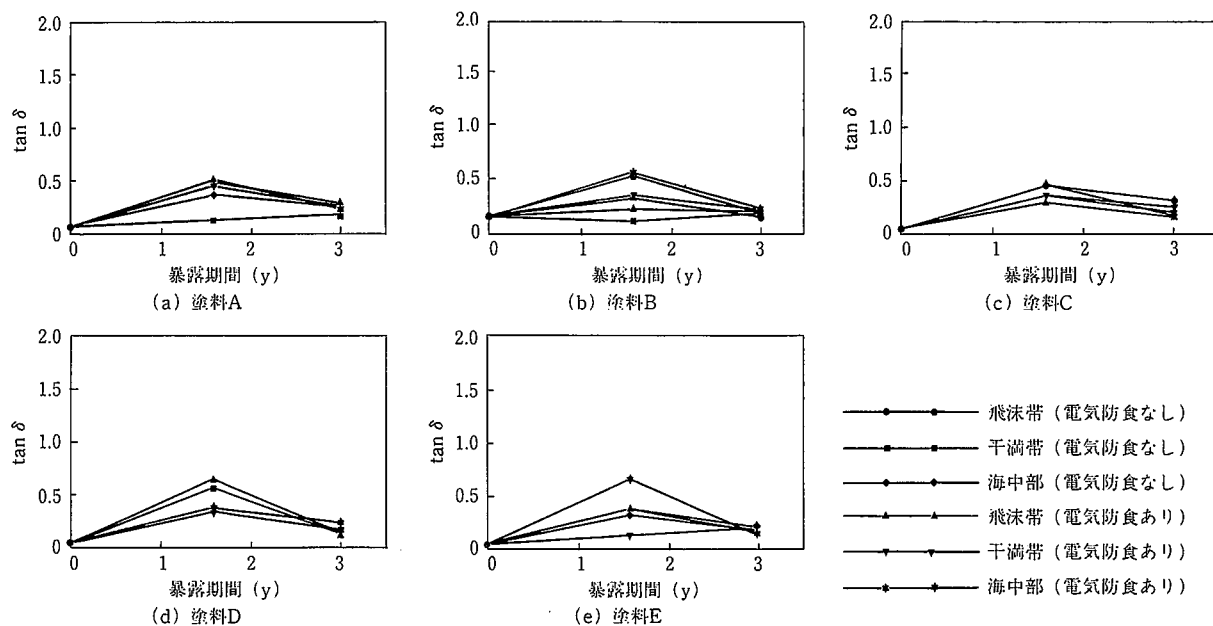 2.0
1.5
1.0
0.5
0
tan δ
0 1 2 3
暴露期間 (y)
(a) 塗料A
2.0
1.5
1.0
0.5
0
tan δ
0 1 2 3
暴露期間 (y)
(b) 塗料B
2.0
1.5
1.0
0.5
0
tan δ
0 1 2 3
暴露期間 (y)
(c) 塗料C
2.0
1.5
1.0
0.5
0
tan δ
0 1 2 3
暴露期間 (y)
(d) 塗料D
2.0
1.5
1.0
0.5
0
tan δ
0 1 2 3
暴露期間 (y)
(e) 塗料E
飛沫帯 (電気防食なし)
干満帯 (電気防食なし)
海中部 (電気防食なし)
飛沫帯 (電気防食あり)
干満帯 (電気防食あり)
海中部 (電気防食あり)